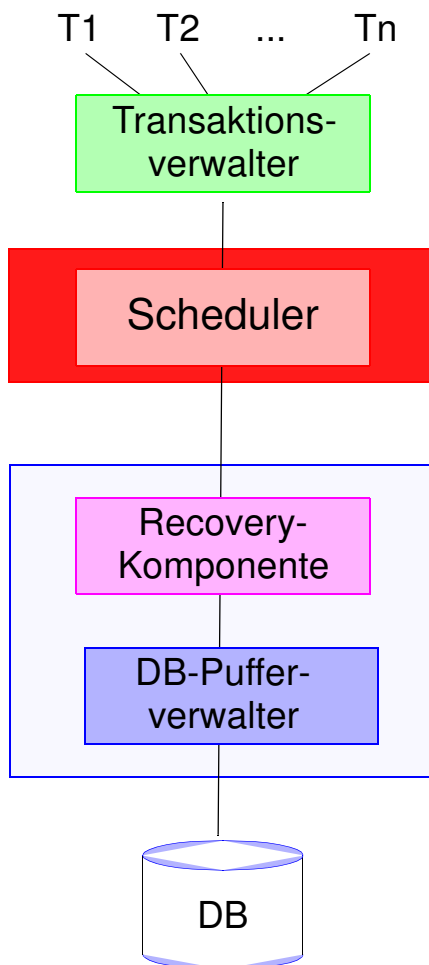 T1 T2 ... Tn
Transaktions-
verwalter
Scheduler
Recovery-
Komponente
DB-Puffer-
verwalter
DB